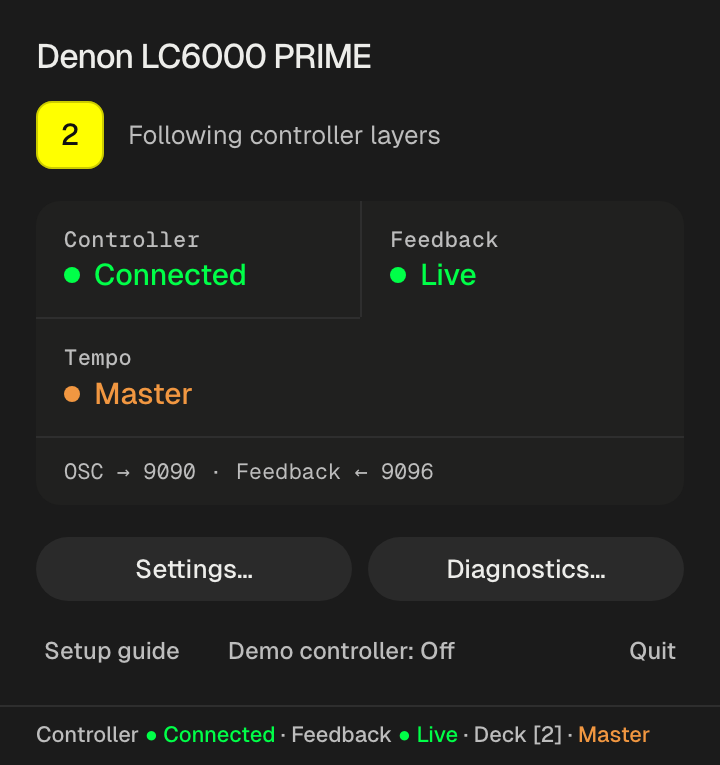 Denon LC6000 PRIME
2
Following controller layers
Controller
Connected
Feedback
Live
Tempo
Master
OSC → 9090 · Feedback ← 9096
Settings…
Diagnostics…
Setup guide
Demo controller: Off
Quit
Controller ● Connected · Feedback ● Live · Deck [2] · Master